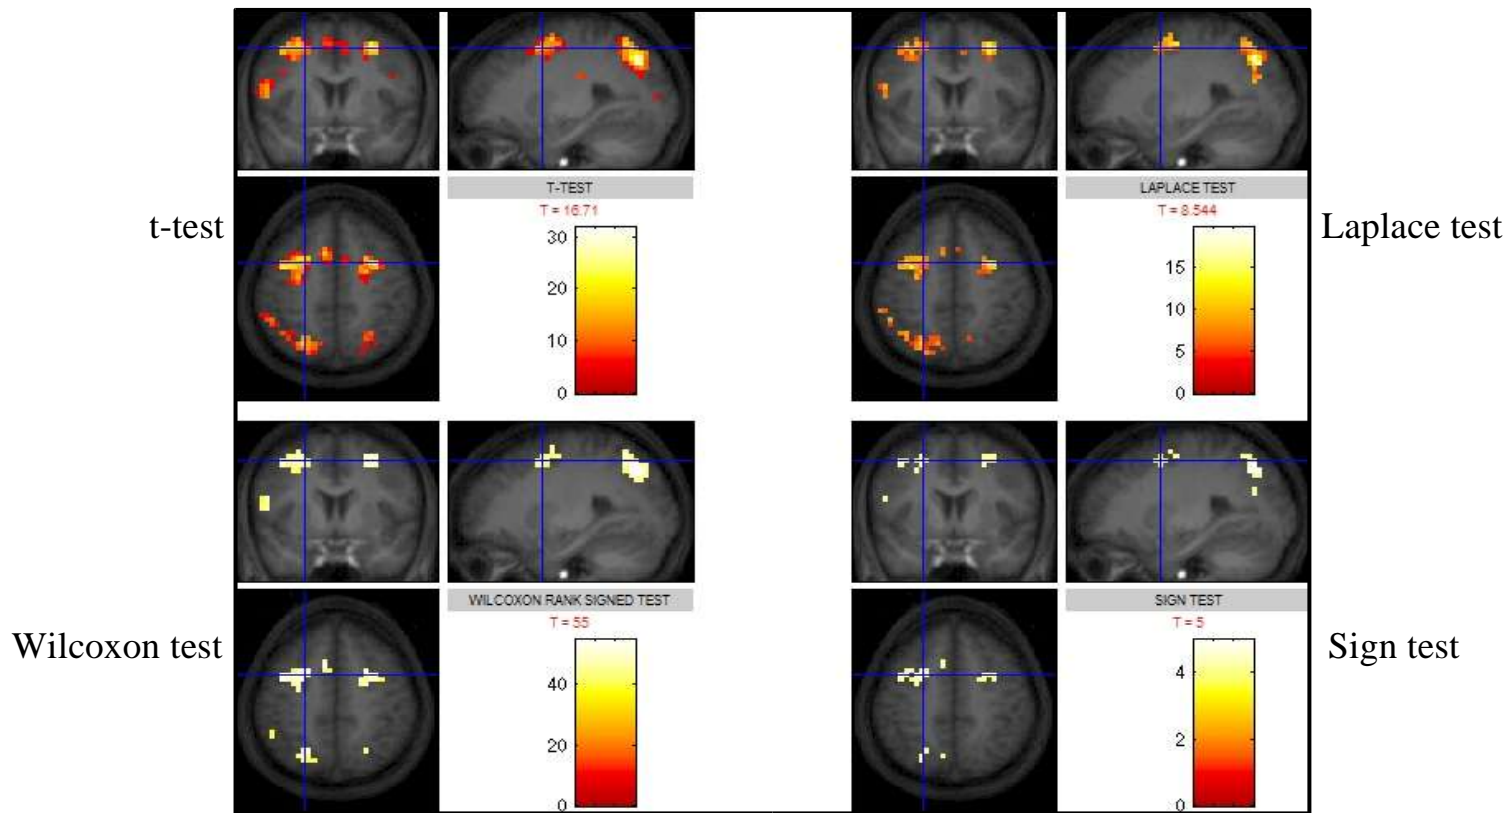 t-test
T-TEST
T = 16.71
30
20
10
0
Laplace test
LAPLACE TEST
T = 8.544
15
10
5
0
Wilcoxon test
WILCOXON RANK SIGNED TEST
T = 55
40
20
0
Sign test
SIGN TEST
T = 5
4
2
0